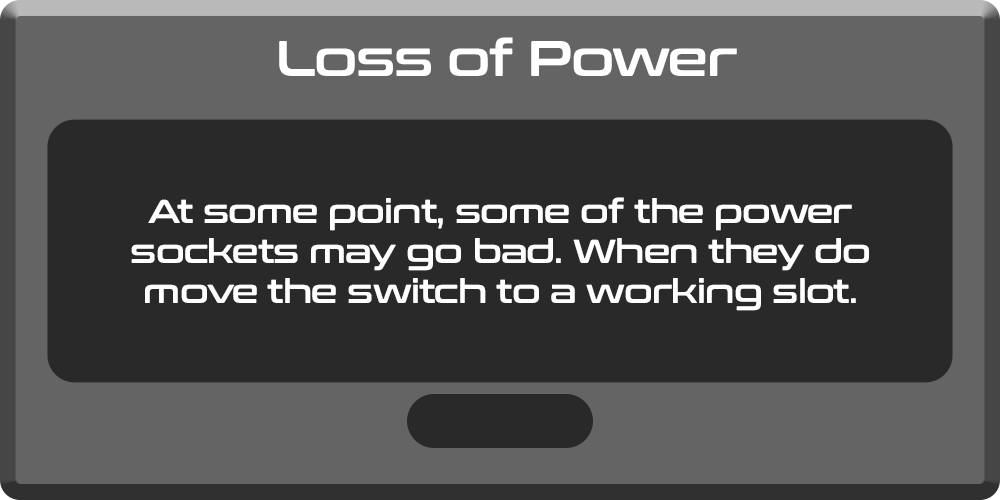 Loss of Power
At some point, some of the power
sockets may go bad. When they do
move the switch to a working slot.